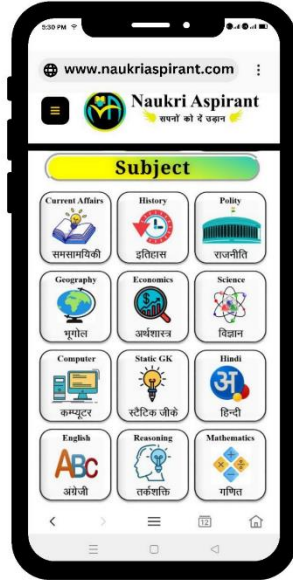 5:30 PM
www.naukriaspirant.com
Naukri Aspirant
सपनों को दें उड़ान
Subject
Current Affairs
समसामयिकी
History
इतिहास
Polity
राजनीति
Geography
भूगोल
Economics
अर्थशास्त्र
Science
विज्ञान
Computer
कम्प्यूटर
Static GK
स्टैटिक जीके
Hindi
अ
हिन्दी
English
ABC
अंग्रेजी
Reasoning
तर्कशक्ति
Mathematics
गणित
12